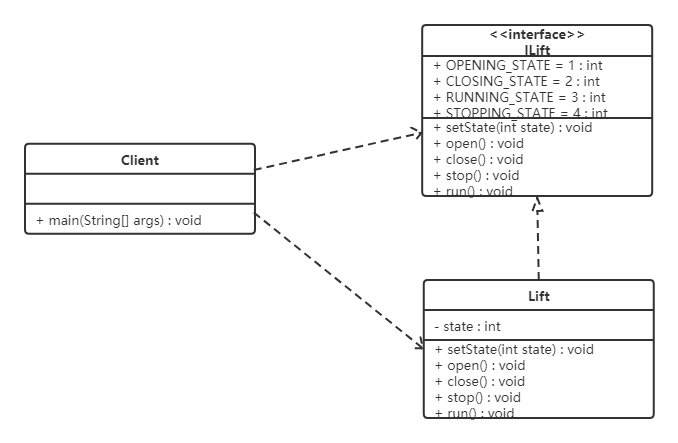 <<interface>>
ILift
+ OPENING_STATE = 1 : int
+ CLOSING_STATE = 2 : int
+ RUNNING_STATE = 3 : int
+ STOPPING_STATE = 4 : int
+ setState(int state) : void
+ open() : void
+ close() : void
+ stop() : void
+ run() : void
Client
+ main(String[] args) : void
Lift
- state : int
+ setState(int state) : void
+ open() : void
+ close() : void
+ stop() : void
+ run() : void